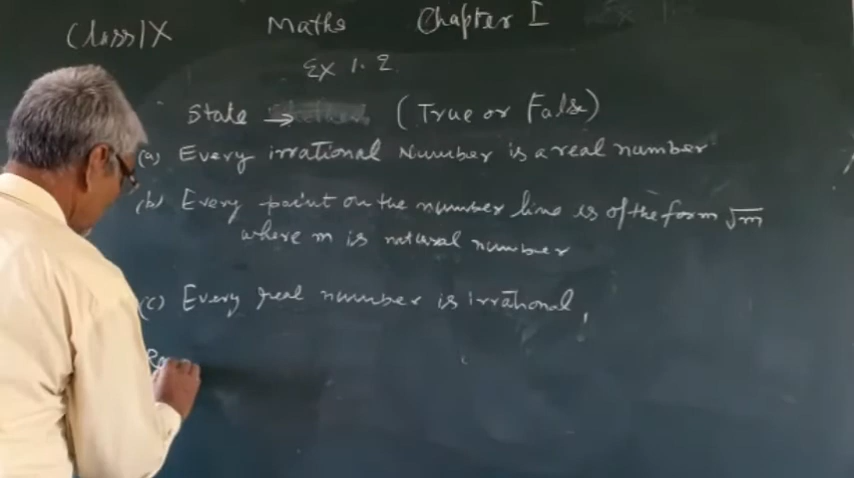 Class IX Maths Chapter I
Ex 1.2
State → (True or False)
(a) Every irrational Number is a real number
(b) Every point on the number line is of the form √m
where m is natural number
(c) Every real number is irrational,